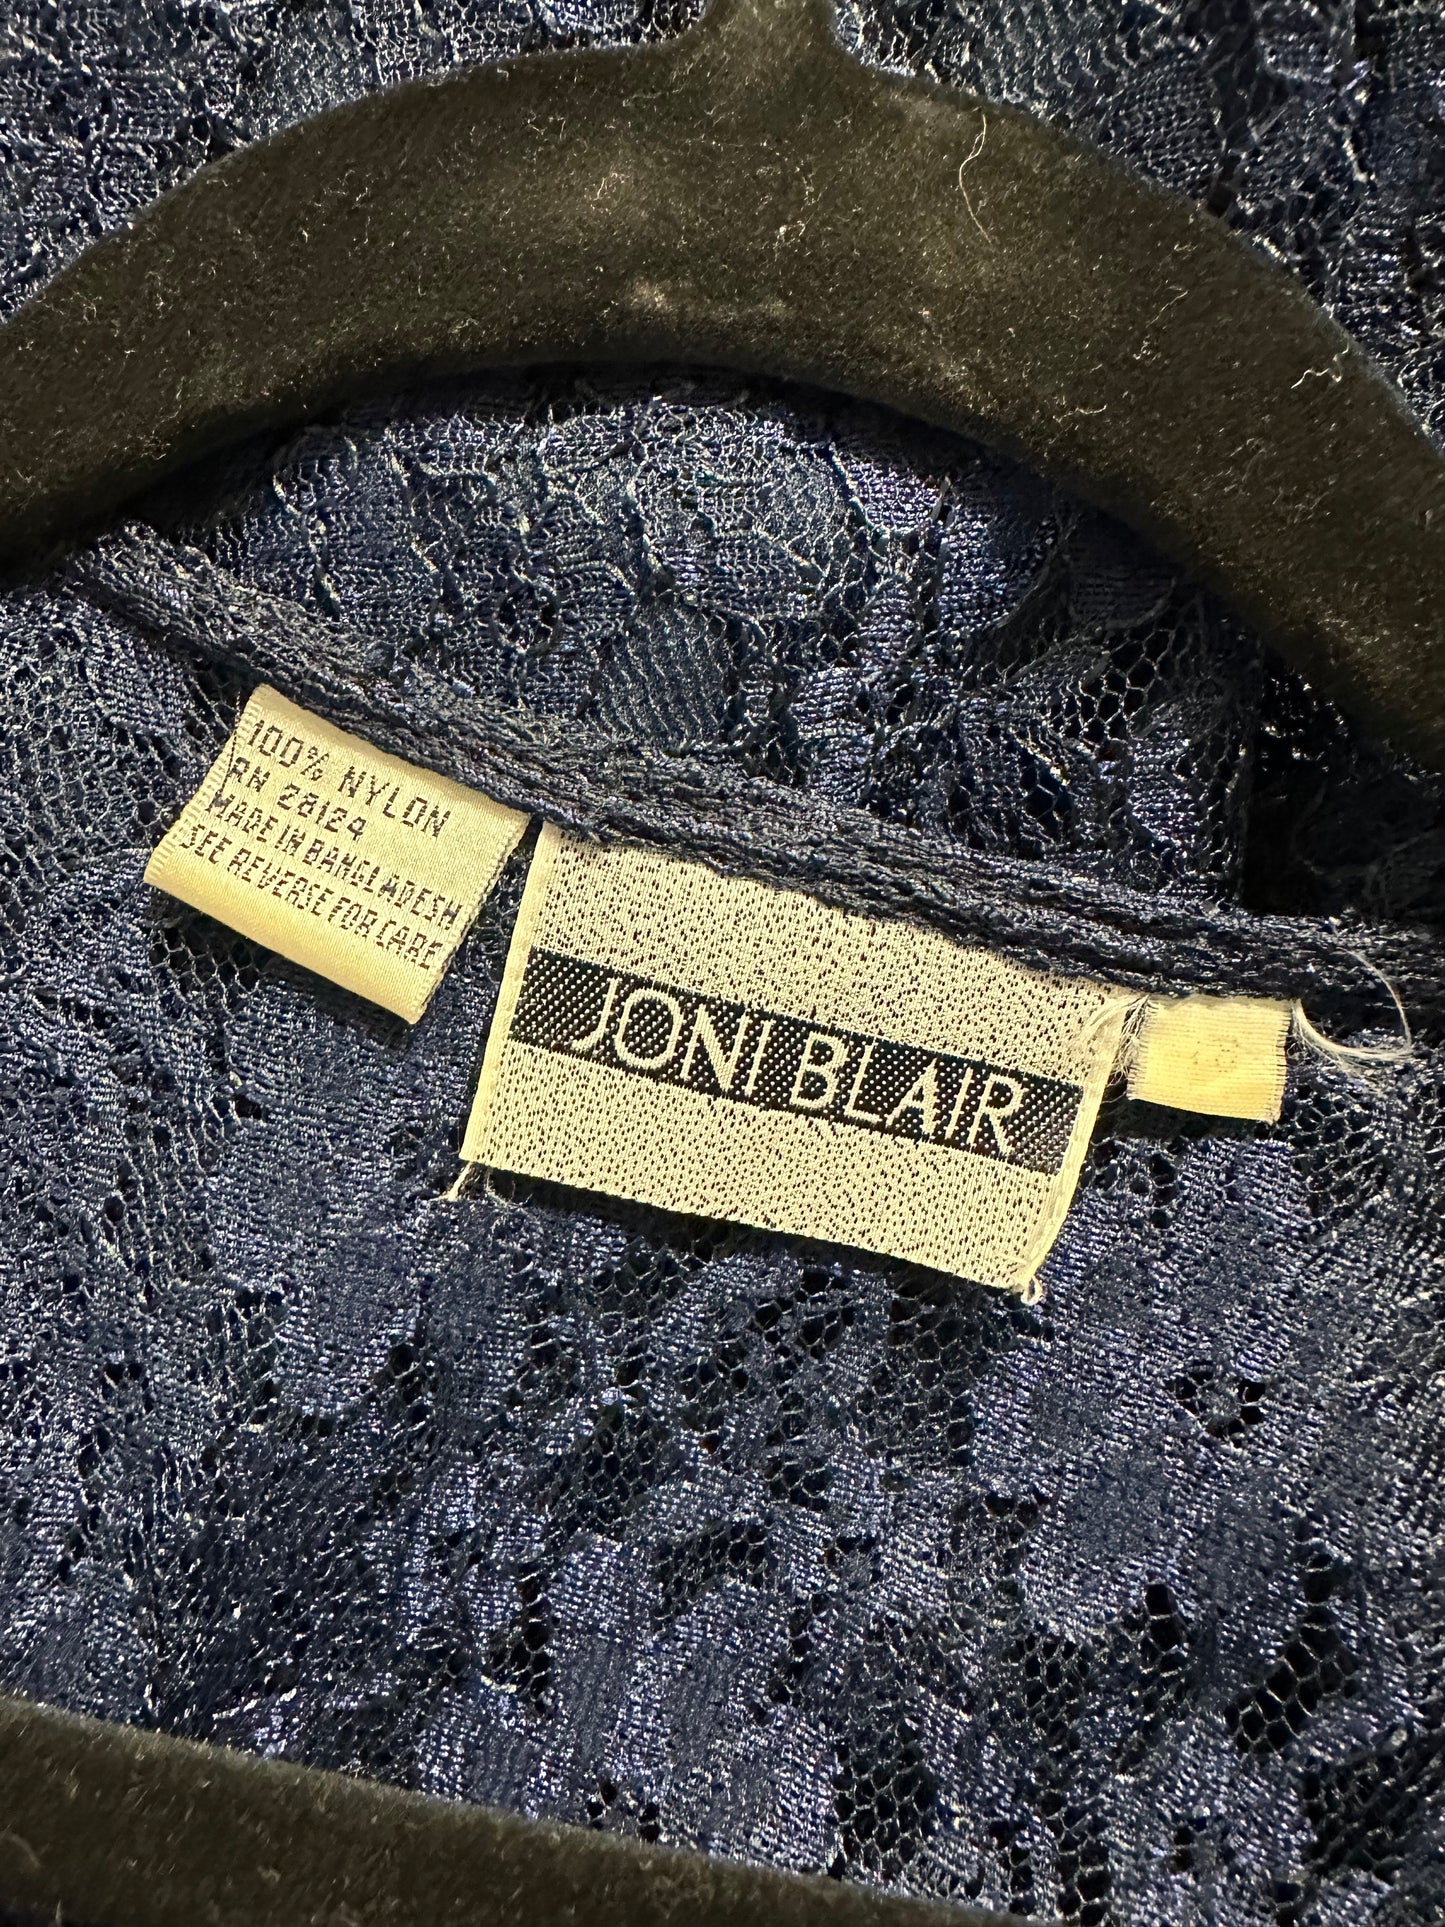 100% NYLON
RN 28124
MADE IN BANGLADESH
SEE REVERSE FOR CARE
JONI BLAIR